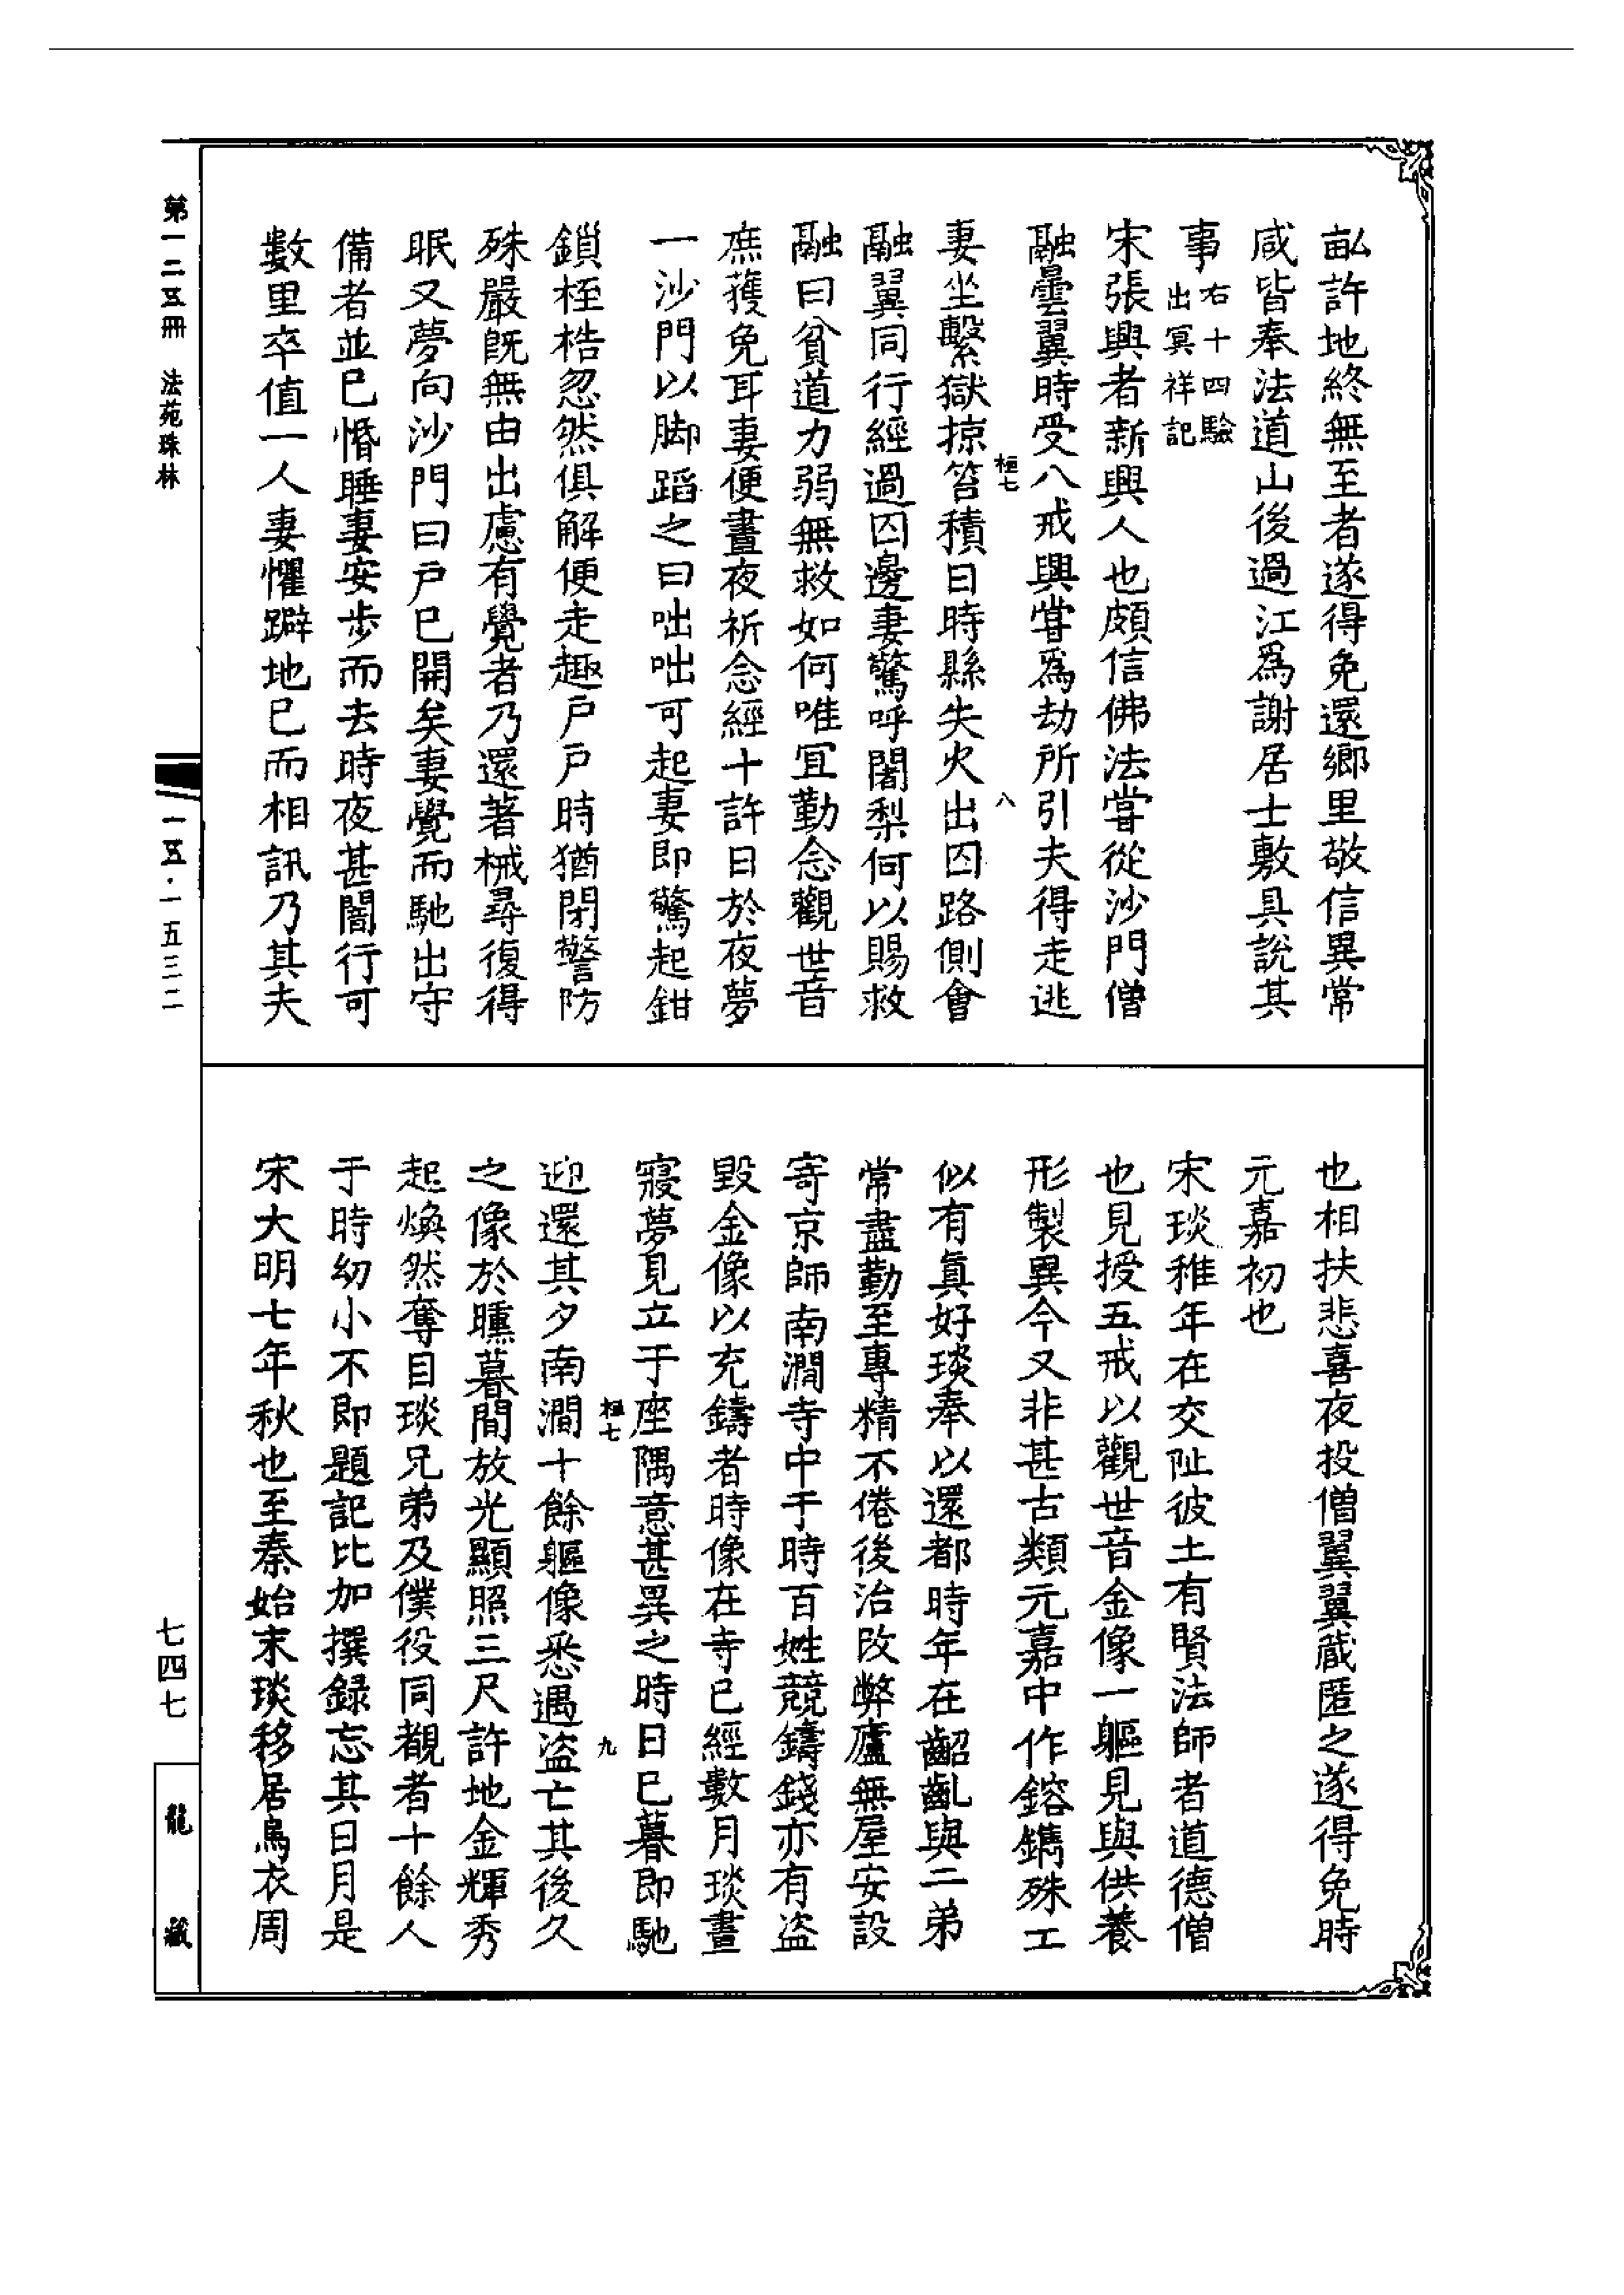 畝許地終無至者遂得免還鄉里敬信異常
咸皆奉法道山後過江爲謝居士敷具說其
事右十四驗出冥祥記
宋張興者新興人也頗信佛法嘗從沙門僧
融曇翼時受八戒興嘗爲劫所引夫得走逃
妻坐繫獄掠笞積日時縣失火出囚路側會
桓七 八
融翼同行經過囚邊妻驚呼闍梨何以賜救
融曰貧道力弱無救如何唯宜勤念觀世音
庶獲免耳妻便晝夜祈念經十許日於夜夢
一沙門以脚蹈之曰咄咄可起妻即驚起鉗
鎖桎梏忽然俱解便走趣户户時猶閉警防
殊嚴既無由出慮有覺者乃還著械尋復得
眠又夢向沙門曰户已開矣妻覺而馳出守
備者並已惛睡妻安步而去時夜甚闇行可
數里卒值一人妻懼躃地已而相訊乃其夫
也相扶悲喜夜投僧翼翼蔵匿之遂得免時
元嘉初也
宋琰稚年在交阯彼土有賢法師者道德僧
也見授五戒以觀世音金像一軀見與供養
形製異今又非甚古類元嘉中作鎔鐫殊工
似有眞好琰奉以還都時年在齠齓與二弟
常盡勤至專精不倦後治改弊廬無屋安設
寄京師南澗寺中于時百姓競鑄錢亦有盜
毀金像以充鑄者時像在寺已經數月琰晝
寢夢見立于座隅意甚異之時日已暮即馳
桓七 九
迎還其夕南澗十餘軀像悉遇盜亡其後久
之像於曛暮間放光顯照三尺許地金輝秀
起煥然奪目琰兄弟及僕役同覩者十餘人
于時幼小不即題記比加撰録忘其日月是
宋大明七年秋也至秦始末琰移居烏衣周
第一二五冊 法苑珠林
一五·一五三二
七四七
龍藏